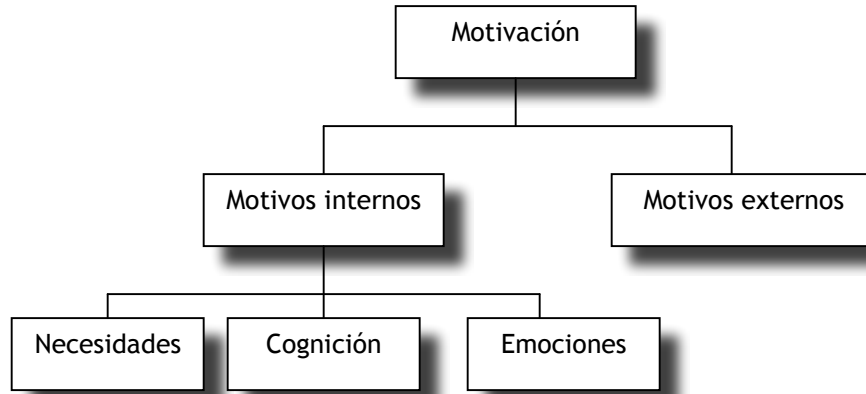 Motivación
Motivos internos
Motivos externos
Necesidades
Cognición
Emociones